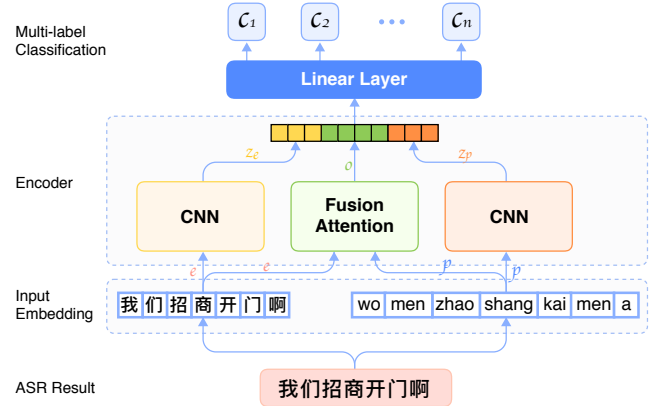 Multi-label
Classification
C₁ C₂ ••• Cₙ
Linear Layer
Encoder
zₑ o zₚ
CNN
Fusion
Attention
CNN
e e p p
Input
Embedding
我 们 招 商 开 门 啊
wo men zhao shang kai men a
ASR Result
我们招商开门啊